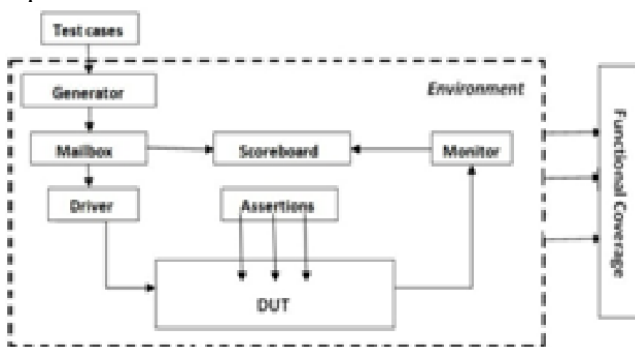 Test cases
Environment
Generator
Mailbox
Scoreboard
Monitor
Driver
Assertions
DUT
Functional Coverage